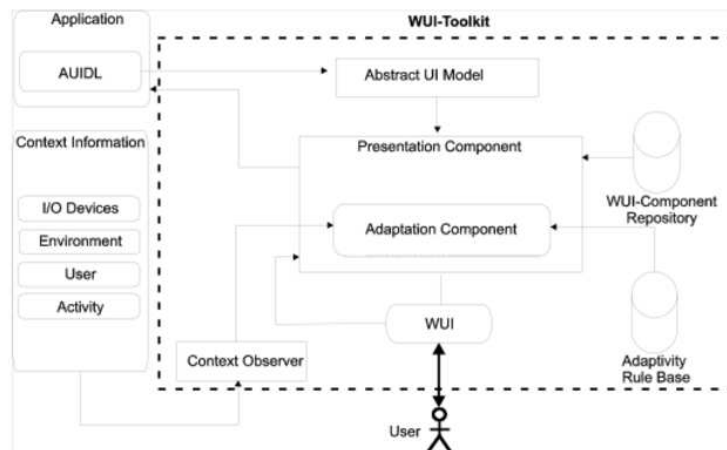 Application
WUI-Toolkit
AUIDL
Abstract UI Model
Context Information
Presentation Component
I/O Devices
Environment
User
Activity
WUI-Component
Repository
Adaptation Component
WUI
Context Observer
Adaptivity
Rule Base
User